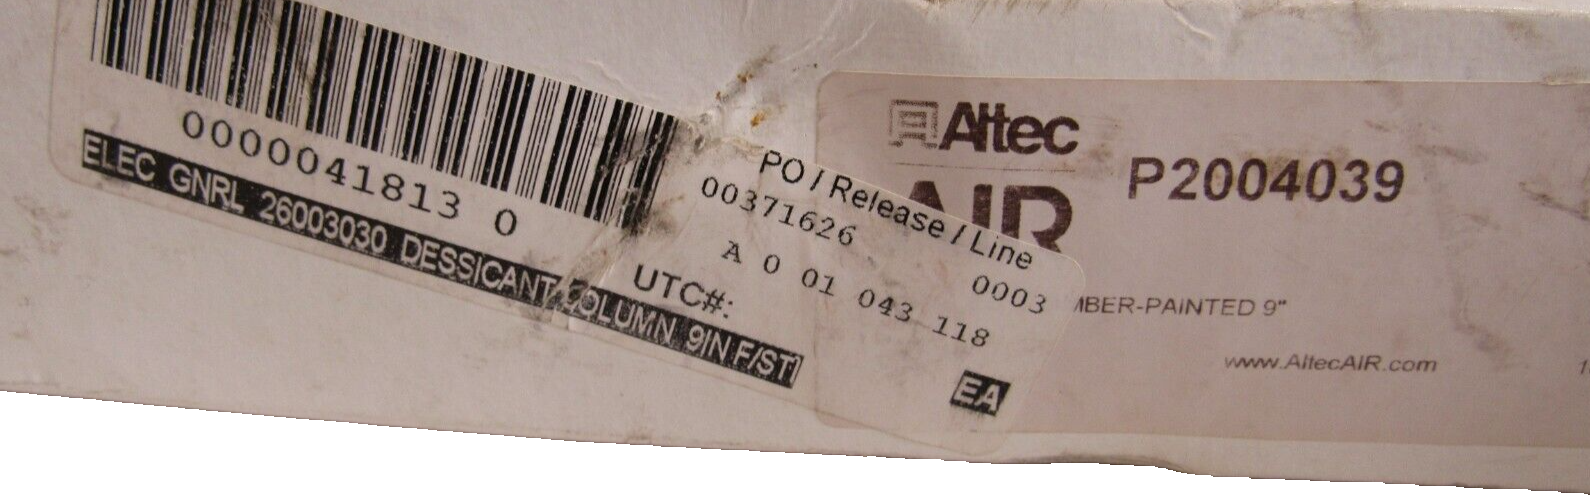 0000041813 0
ELEC GNRL 26003030 DESSICANT COLUMN 9IN F/ST
PO / Release / Line
00371626 0003
A 0 01 043 118
UTC#:
EA
Altec
AIR
P2004039
MBER-PAINTED 9"
www.AltecAIR.com